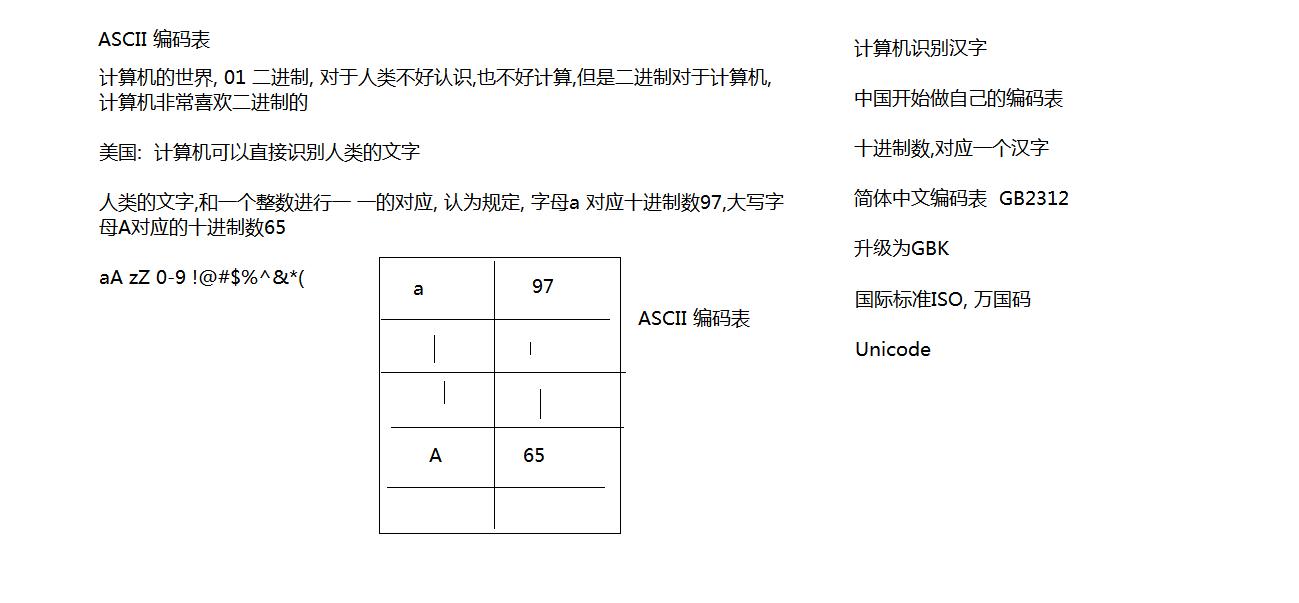 ASCII 编码表
计算机的世界, 01 二进制, 对于人类不好认识,也不好计算,但是二进制对于计算机,
计算机非常喜欢二进制的
美国:  计算机可以直接识别人类的文字
人类的文字,和一个整数进行一 一的对应, 认为规定, 字母a 对应十进制数97,大写字
母A对应的十进制数65
aA zZ 0-9 !@#$%^&*(
a 97
A 65
ASCII 编码表
计算机识别汉字
中国开始做自己的编码表
十进制数,对应一个汉字
简体中文编码表  GB2312
升级为GBK
国际标准ISO, 万国码
Unicode